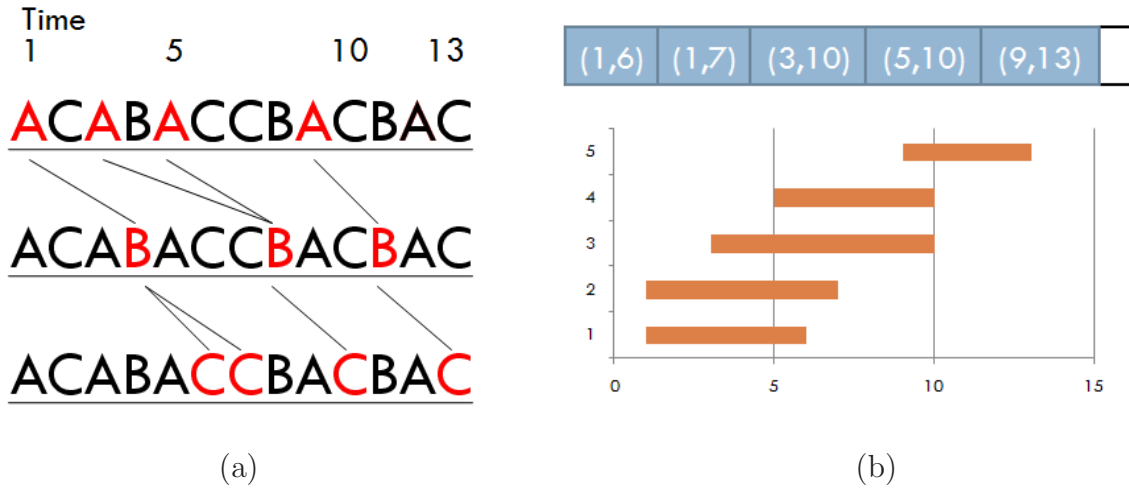 Time
1 5 10 13
ACABACCBACBAC
ACABACCBACBAC
ACABACCBACBAC
(a)
(1,6) (1,7) (3,10) (5,10) (9,13)
5
4
3
2
1
0 5 10 15
(b)